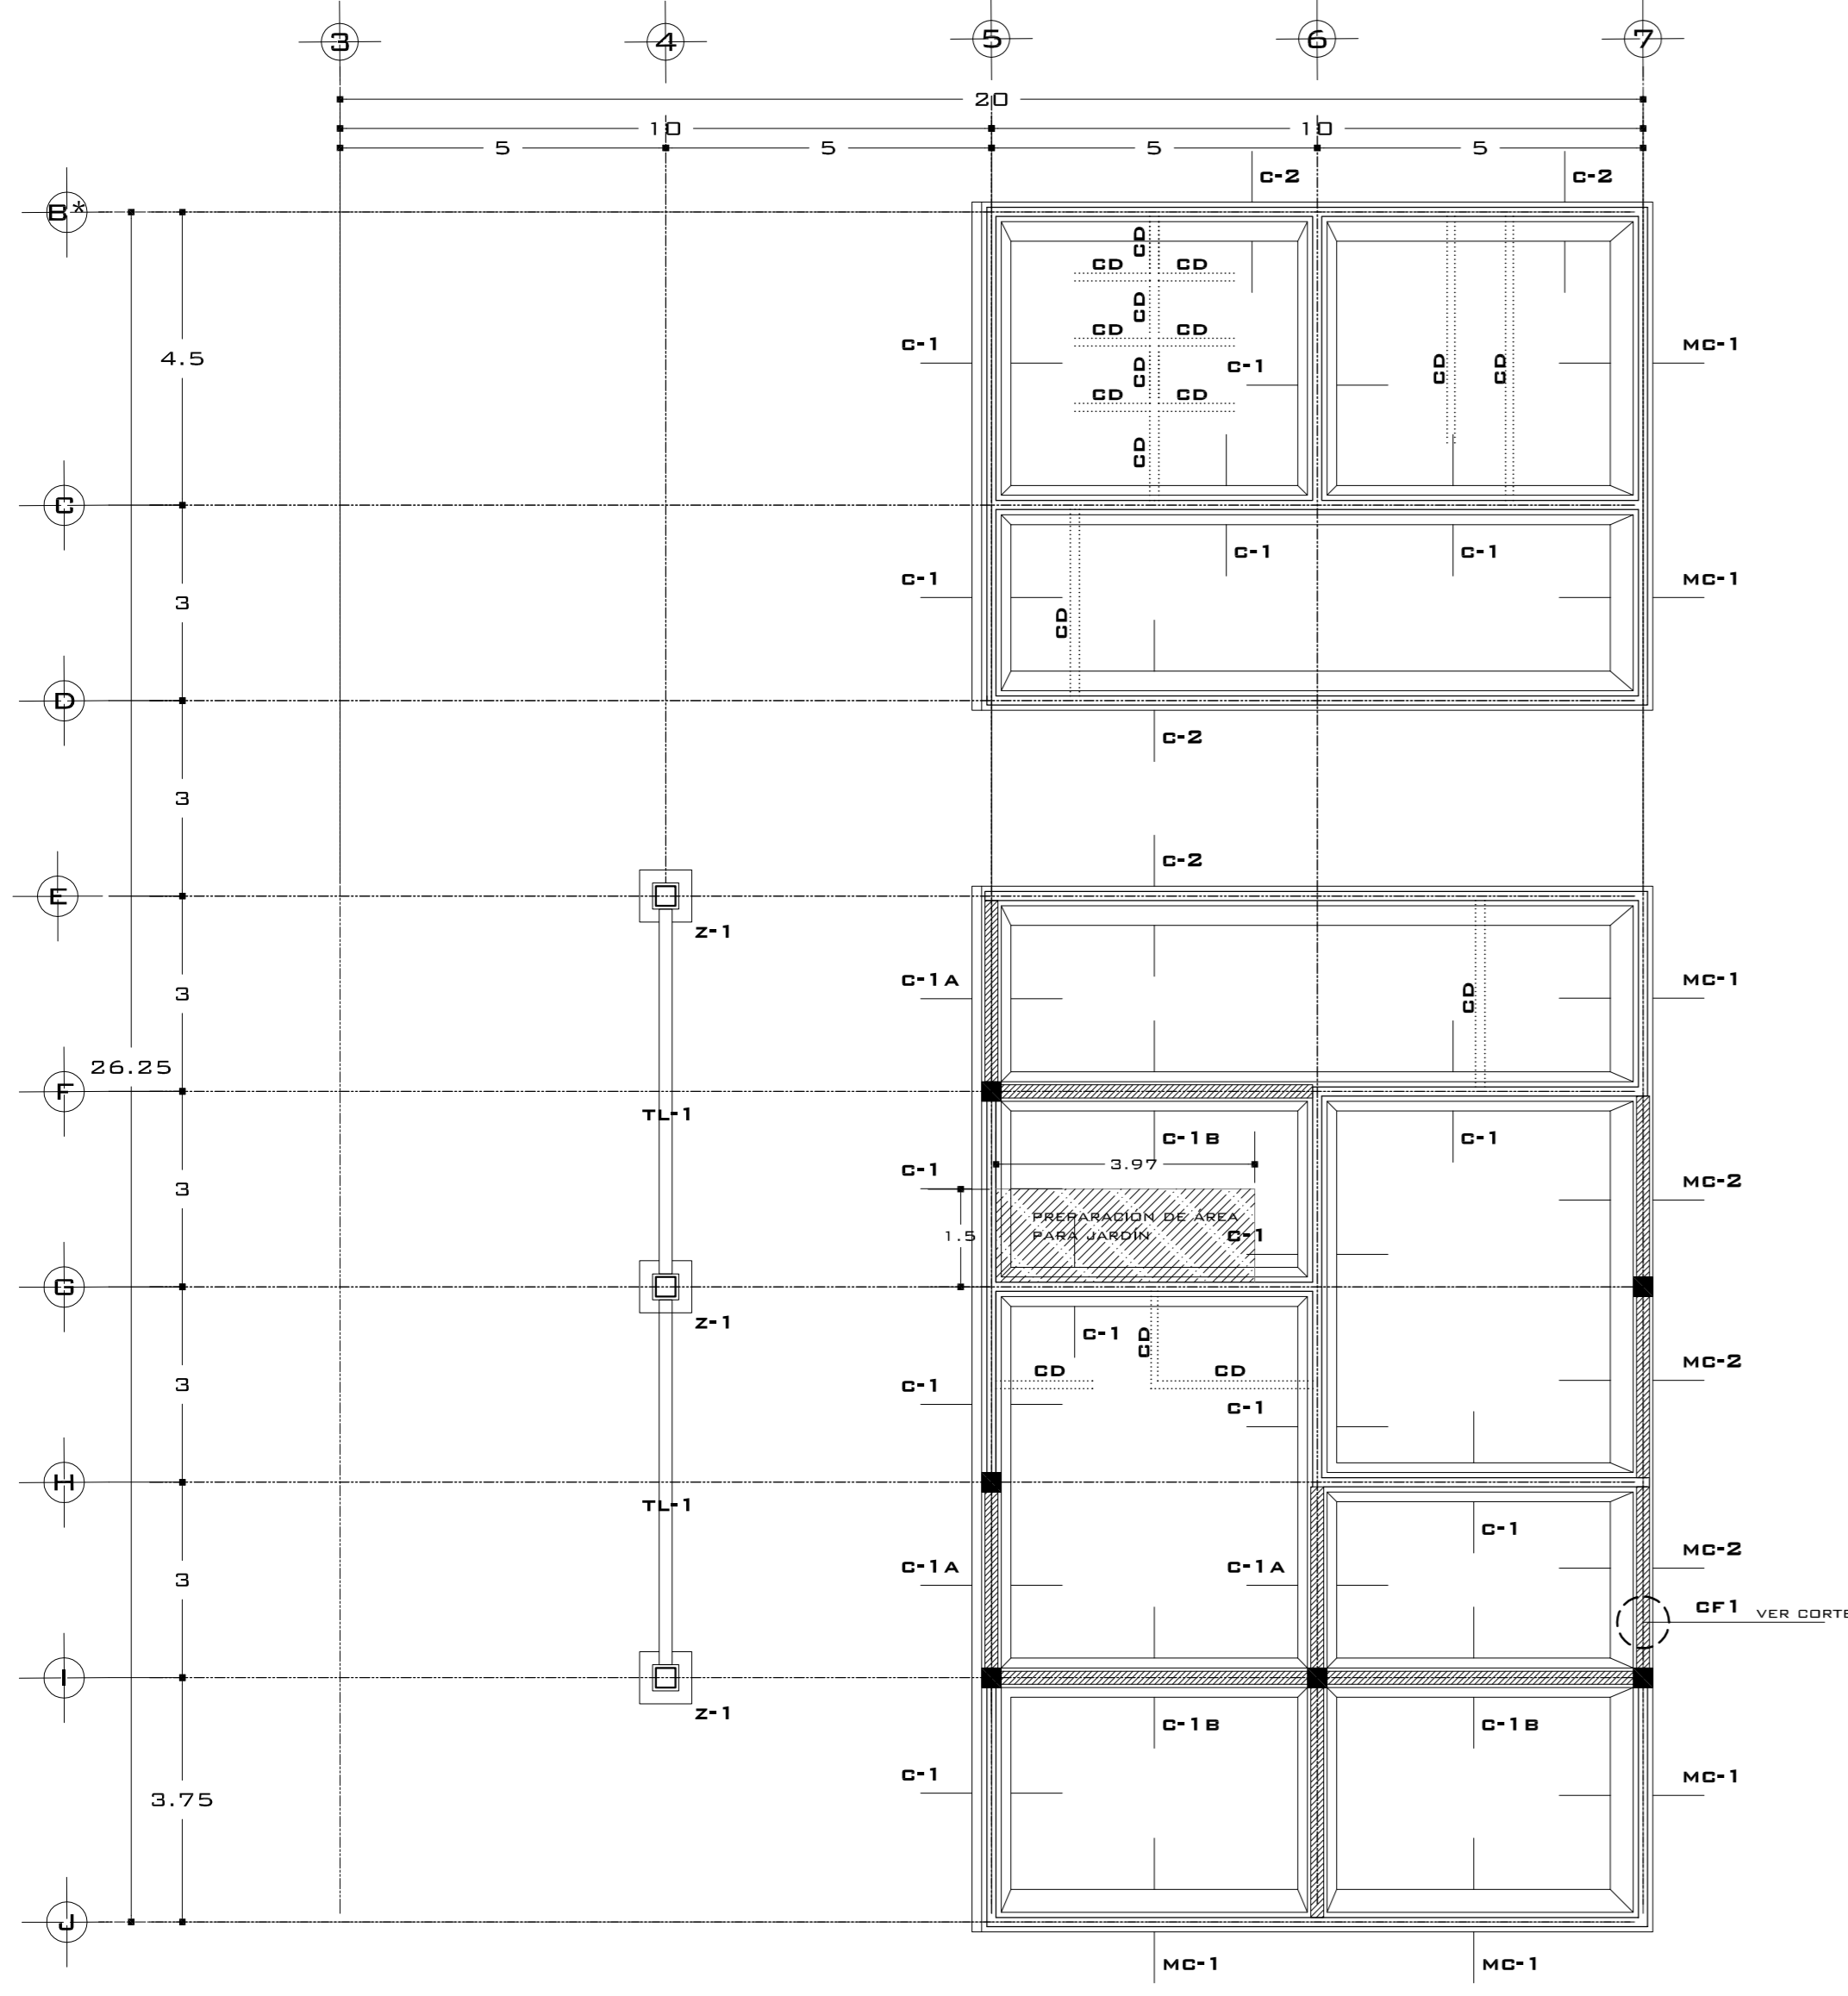 3 4 5 6 7
20
10 10
5 5 5 5
C-2 C-2
B*
CD
CD CD
CD
4.5
CD CD
C-1 MC-1
C-1
CD
CD CD
CD CD
CD
C
C-1 C-1
C-1 MC-1
3
CD
D
C-2
3
C-2
E
Z-1
C-1A MC-1
3
CD
26.25
F
TL-1
C-1B C-1
3.97
C-1 MC-2
3
PREPARACIÓN DE ÁREA
1.5 PARA JARDÍN C-1
G
Z-1
C-1 CD
CD CD
MC-2
3
C-1
C-1
H
TL-1
C-1
MC-2
C-1A C-1A
3
CF1 VER CORTE
I
Z-1
C-1B C-1B
C-1 MC-1
3.75
J
MC-1 MC-1